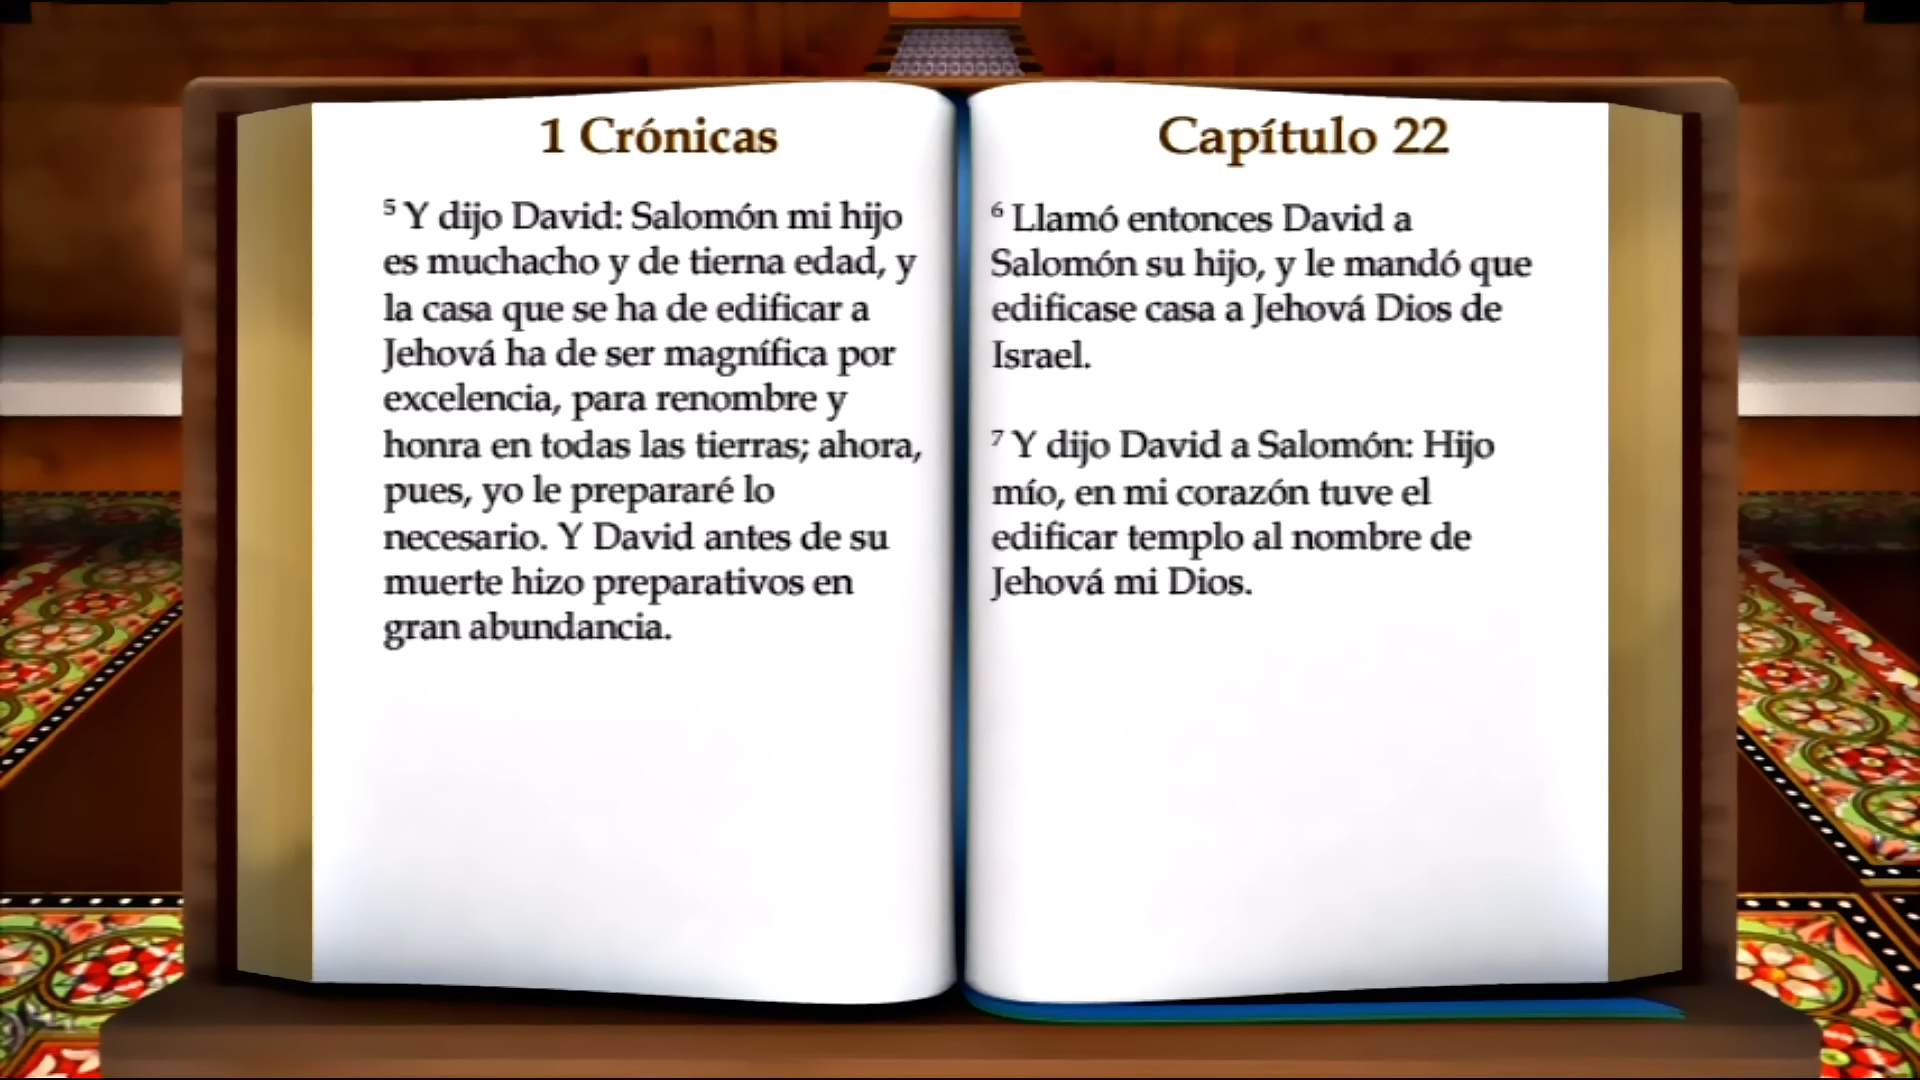 1 Crónicas
5 Y dijo David: Salomón mi hijo
es muchacho y de tierna edad, y
la casa que se ha de edificar a
Jehová ha de ser magnífica por
excelencia, para renombre y
honra en todas las tierras; ahora,
pues, yo le prepararé lo
necesario. Y David antes de su
muerte hizo preparativos en
gran abundancia.
Capítulo 22
6 Llamó entonces David a
Salomón su hijo, y le mandó que
edificase casa a Jehová Dios de
Israel.
7 Y dijo David a Salomón: Hijo
mío, en mi corazón tuve el
edificar templo al nombre de
Jehová mi Dios.